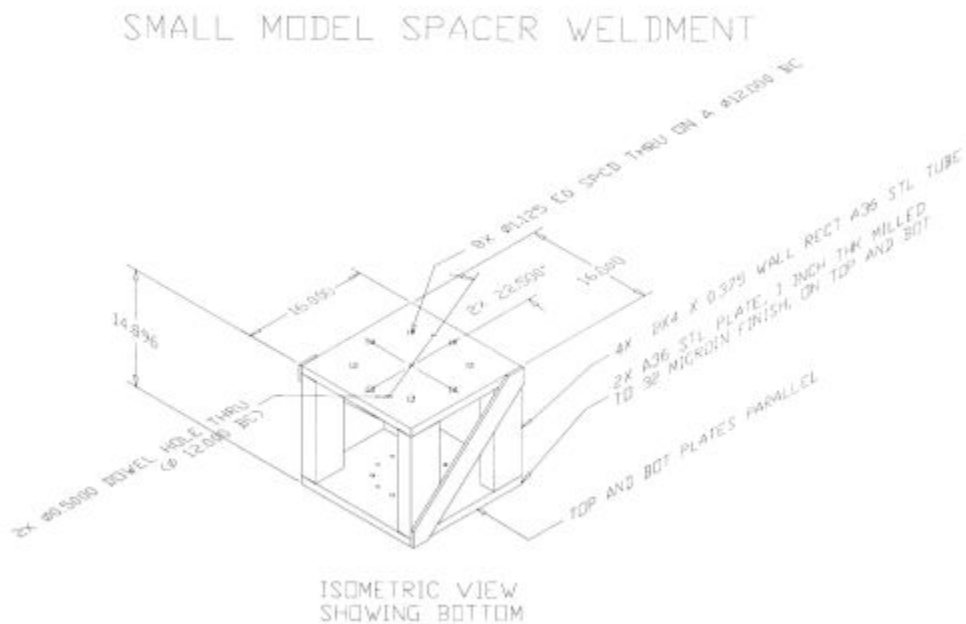 SMALL MODEL SPACER WELDMENT
8X ø1.125 EQ SPCD THRU ON A ø12.000 BC
16.000
2X 22.500°
16.000
14.896
4X 2X4 X 0.375 WALL RECT A36 STL TUBE
2X A36 STL PLATE, 1 INCH THK MILLED
TO 32 MICROIN FINISH, ON TOP AND BOT
TOP AND BOT PLATES PARALLEL
2X ø0.5000 DOWEL HOLE THRU
(ø 12.000 BC)
ISOMETRIC VIEW
SHOWING BOTTOM